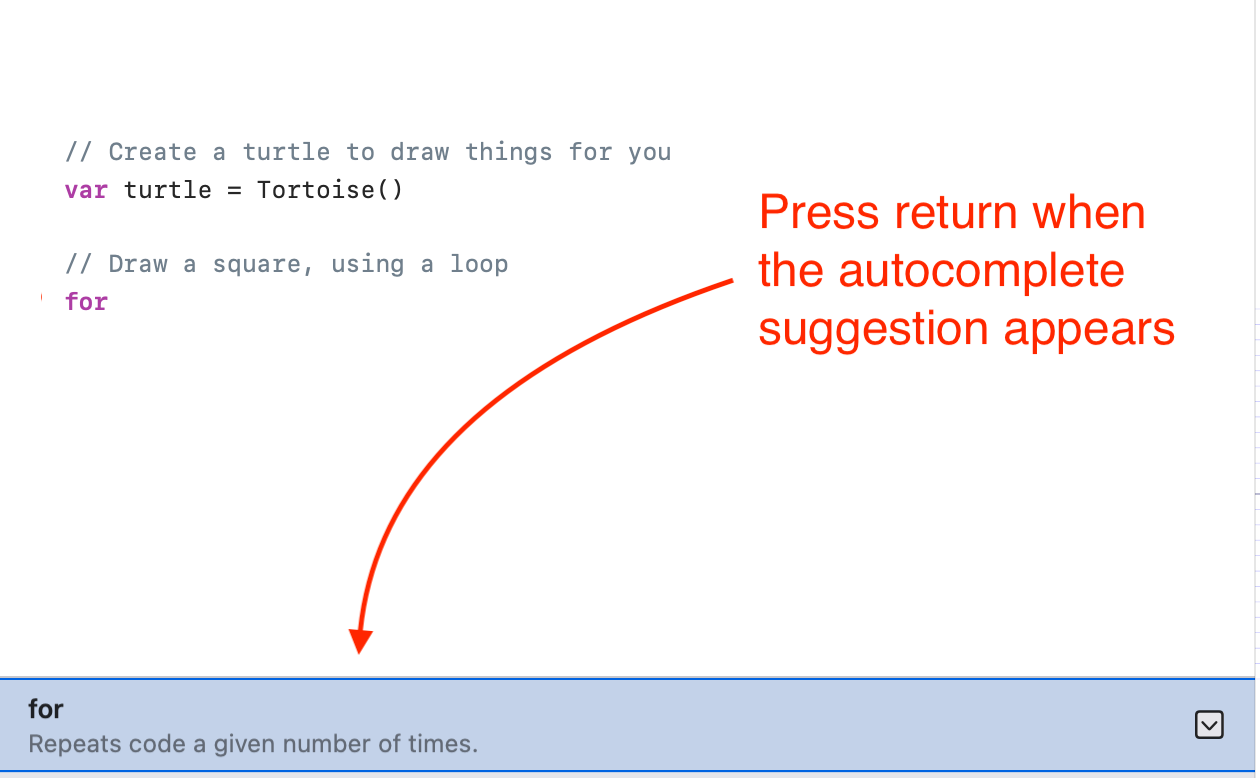 // Create a turtle to draw things for you
var turtle = Tortoise()
// Draw a square, using a loop
for
Press return when
the autocomplete
suggestion appears
for
Repeats code a given number of times.